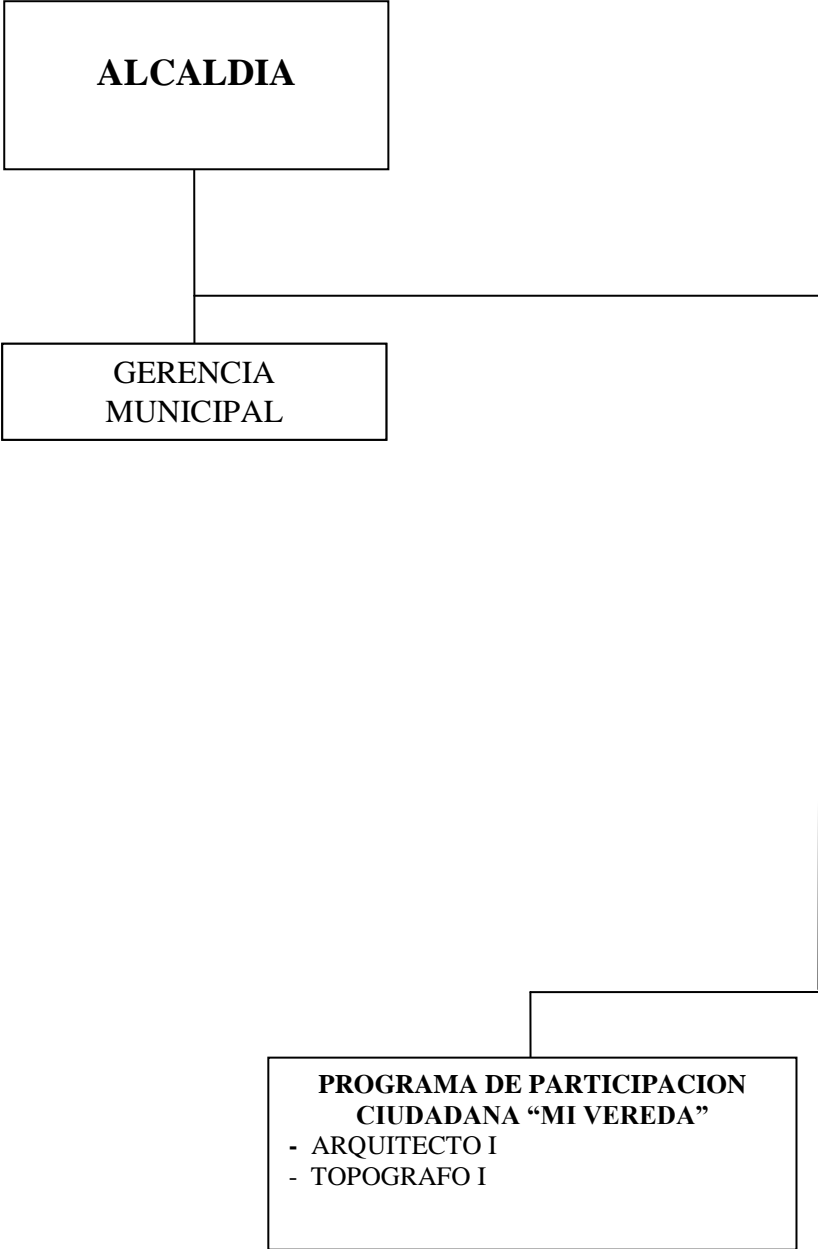 ALCALDIA
GERENCIA
MUNICIPAL
PROGRAMA DE PARTICIPACION
CIUDADANA “MI VEREDA”
- ARQUITECTO I
- TOPOGRAFO I